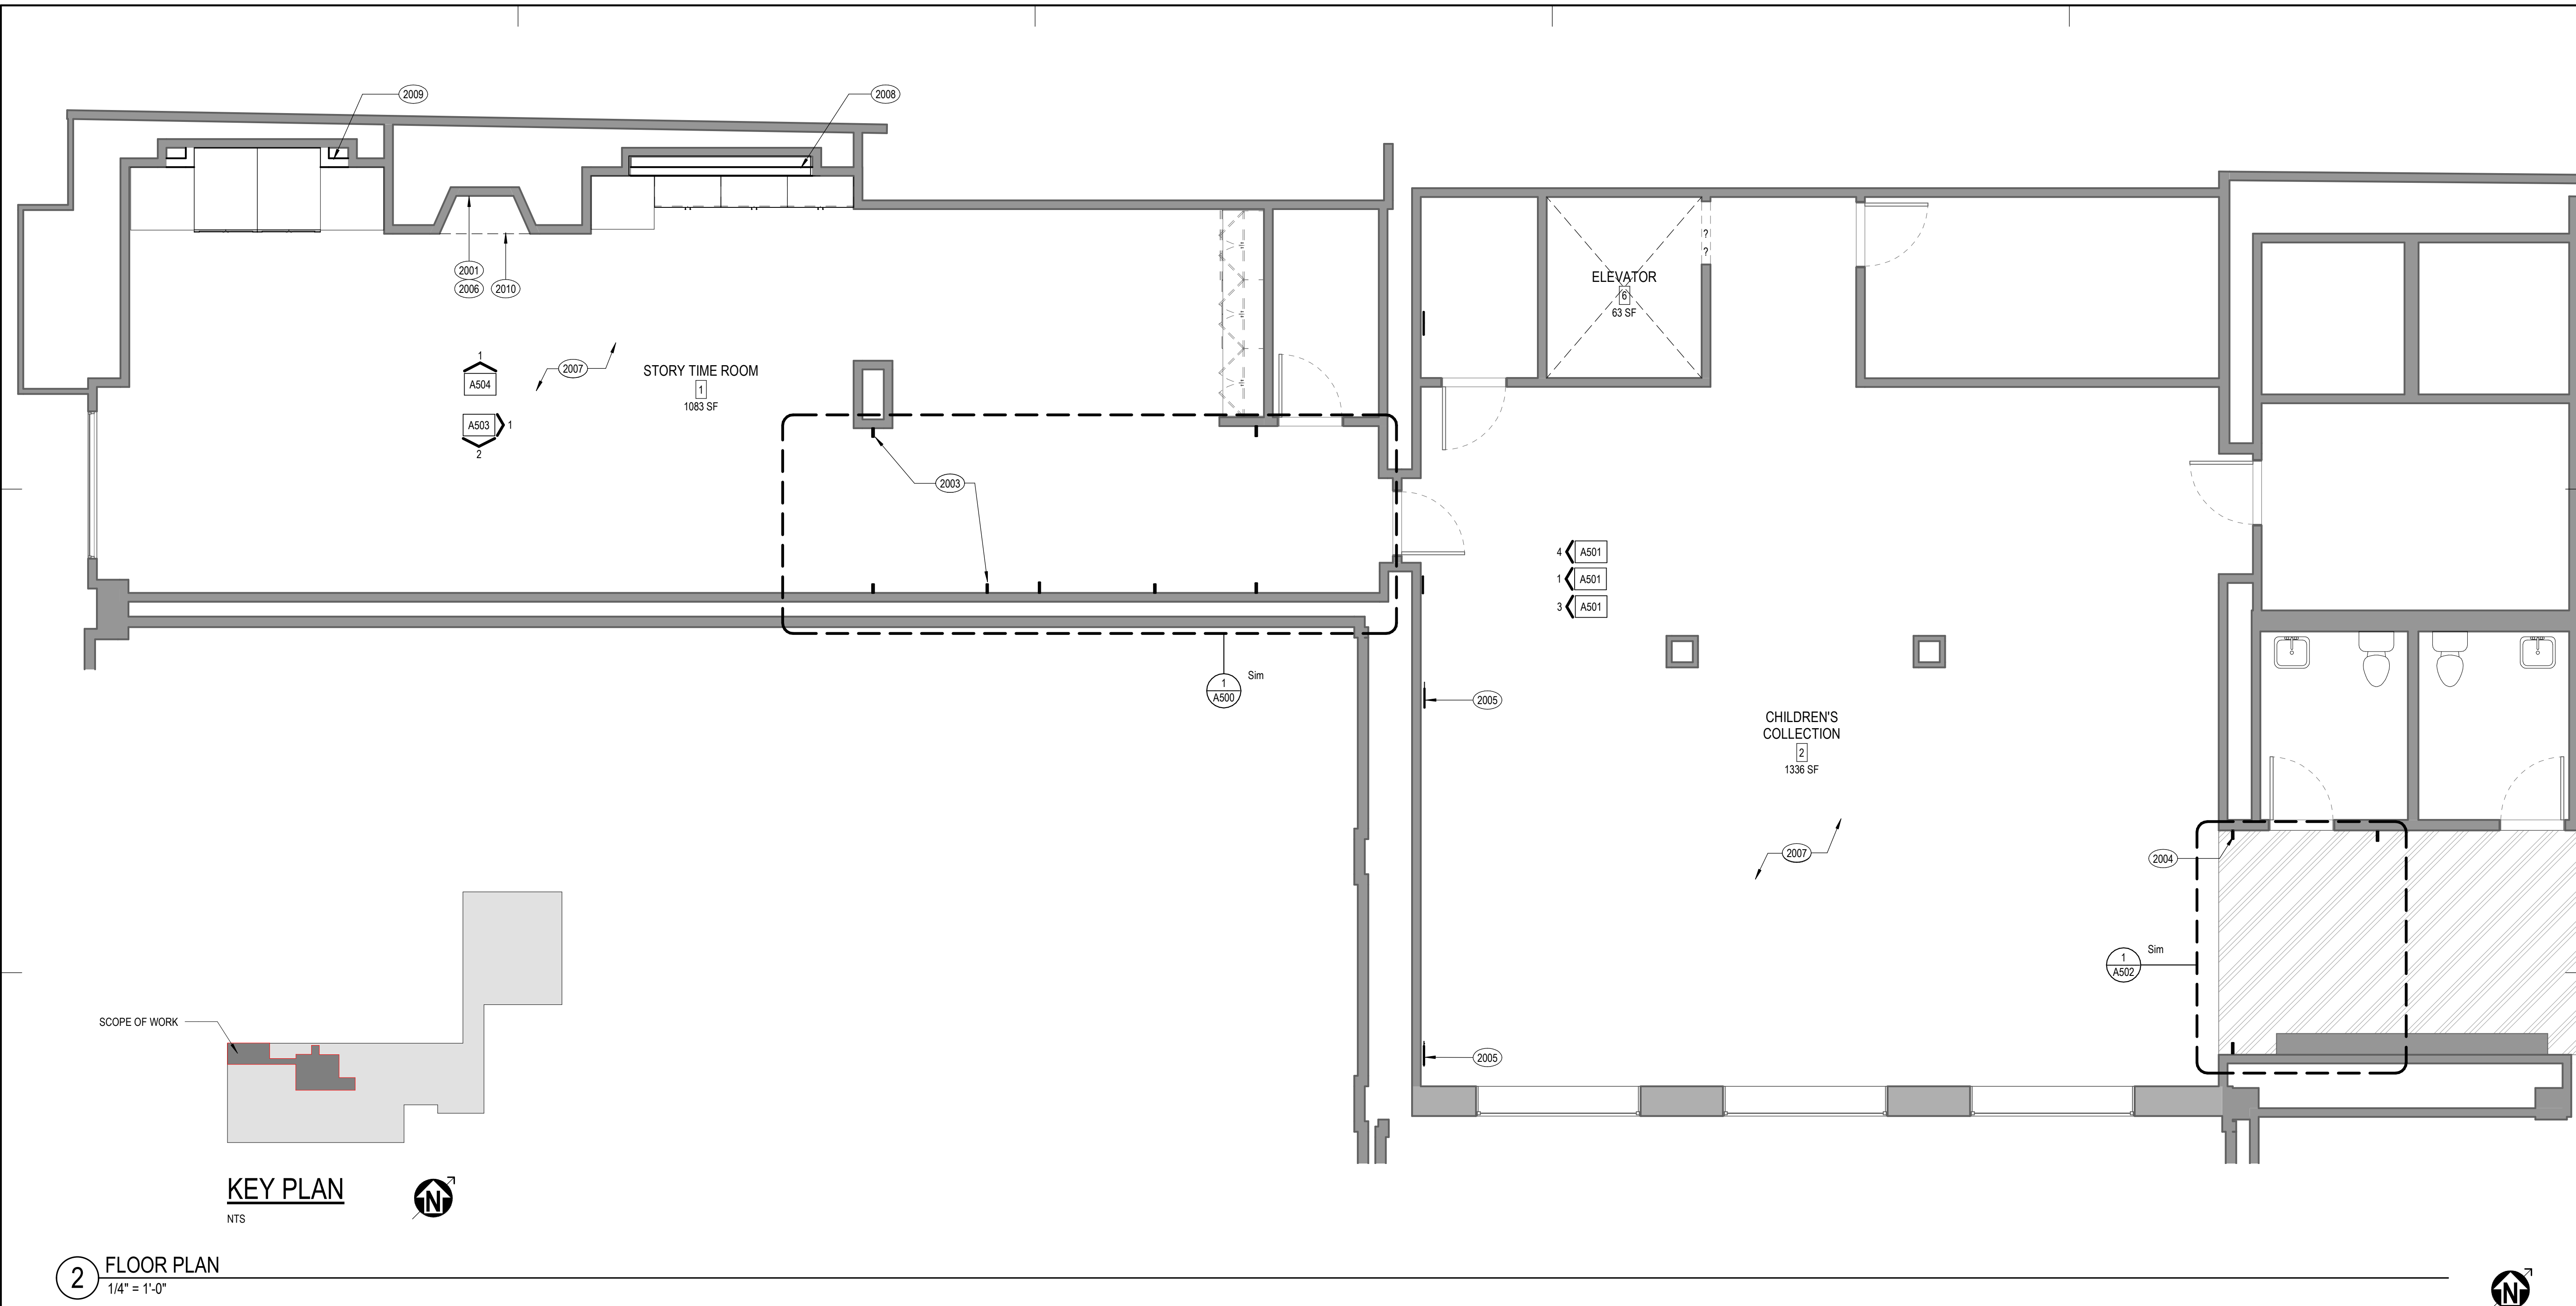 2009
2008
2001
2006
2010
?
?
ELEVATOR
6
63 SF
1
A504
2007
STORY TIME ROOM
1
1083 SF
A503
1
2
2003
4
A501
1
A501
3
A501
1
A500
Sim
2005
CHILDREN'S
COLLECTION
2
1336 SF
2007
2004
1
A502
Sim
2005
SCOPE OF WORK
KEY PLAN
NTS
N
2
FLOOR PLAN
1/4" = 1'-0"
N